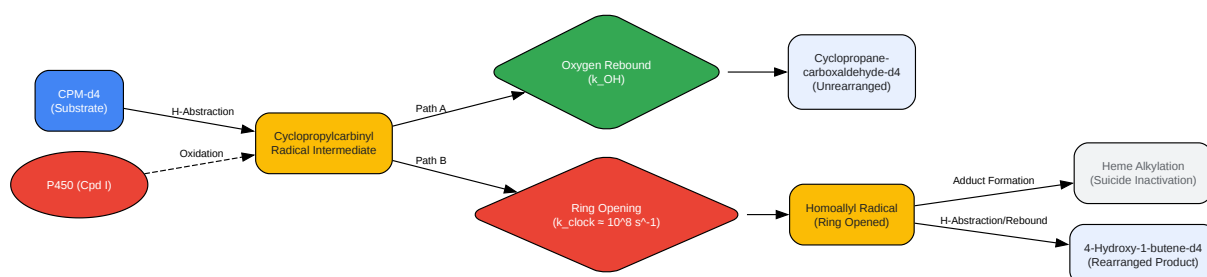 CPM-d4
(Substrate)
H-Abstraction
P450 (Cpd I)
Oxidation
Cyclopropylcarbinyl
Radical Intermediate
Path A
Oxygen Rebound
(k_OH)
Cyclopropane-
carboxaldehyde-d4
(Unrearranged)
Path B
Ring Opening
(k_clock ≈ 10^8 s^-1)
Homoallyl Radical
(Ring Opened)
Adduct Formation
Heme Alkylation
(Suicide Inactivation)
H-Abstraction/Rebound
4-Hydroxy-1-butene-d4
(Rearranged Product)